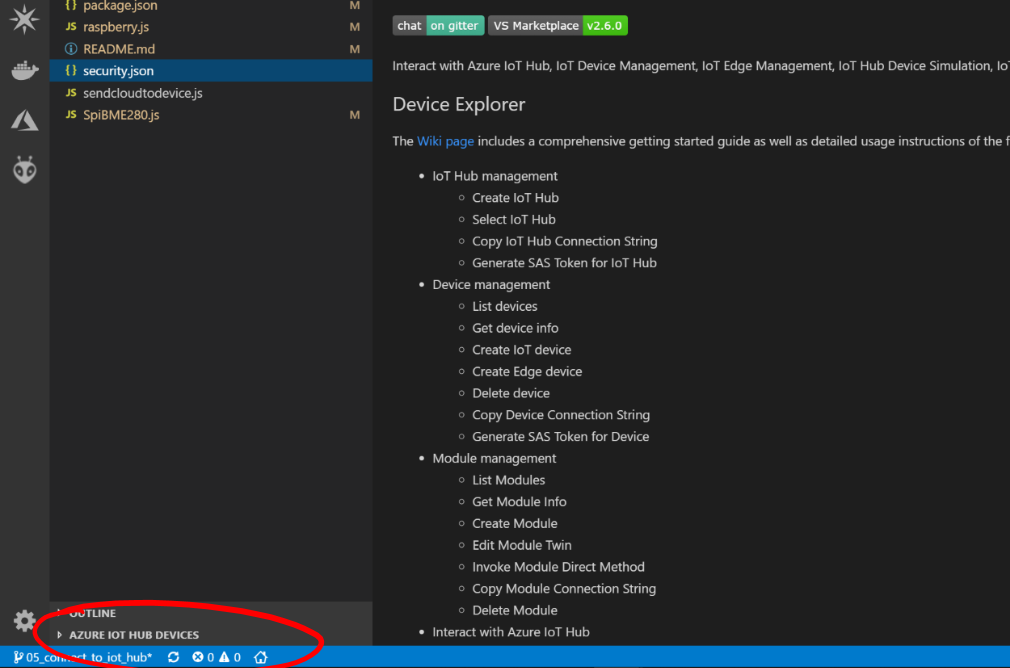 package.json M
JS raspberry.js M
README.md M
security.json
JS sendcloudtodevice.js
JS SpiBME280.js M
OUTLINE
AZURE IOT HUB DEVICES
chat on gitter VS Marketplace v2.6.0
Interact with Azure IoT Hub, IoT Device Management, IoT Edge Management, IoT Hub Device Simulation, IoT
Device Explorer
The Wiki page includes a comprehensive getting started guide as well as detailed usage instructions of the f
IoT Hub management
Create IoT Hub
Select IoT Hub
Copy IoT Hub Connection String
Generate SAS Token for IoT Hub
Device management
List devices
Get device info
Create IoT device
Create Edge device
Delete device
Copy Device Connection String
Generate SAS Token for Device
Module management
List Modules
Get Module Info
Create Module
Edit Module Twin
Invoke Module Direct Method
Copy Module Connection String
Delete Module
Interact with Azure IoT Hub
05_connect_to_iot_hub* 0 0